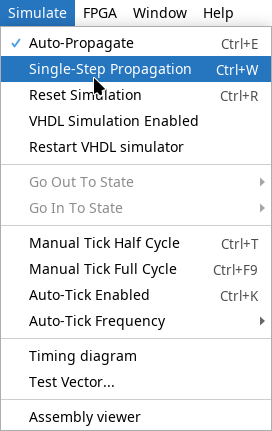 Simulate FPGA Window Help
Auto-Propagate Ctrl+E
Single-Step Propagation Ctrl+W
Reset Simulation Ctrl+R
VHDL Simulation Enabled
Restart VHDL simulator
Go Out To State
Go In To State
Manual Tick Half Cycle Ctrl+T
Manual Tick Full Cycle Ctrl+F9
Auto-Tick Enabled Ctrl+K
Auto-Tick Frequency
Timing diagram
Test Vector...
Assembly viewer